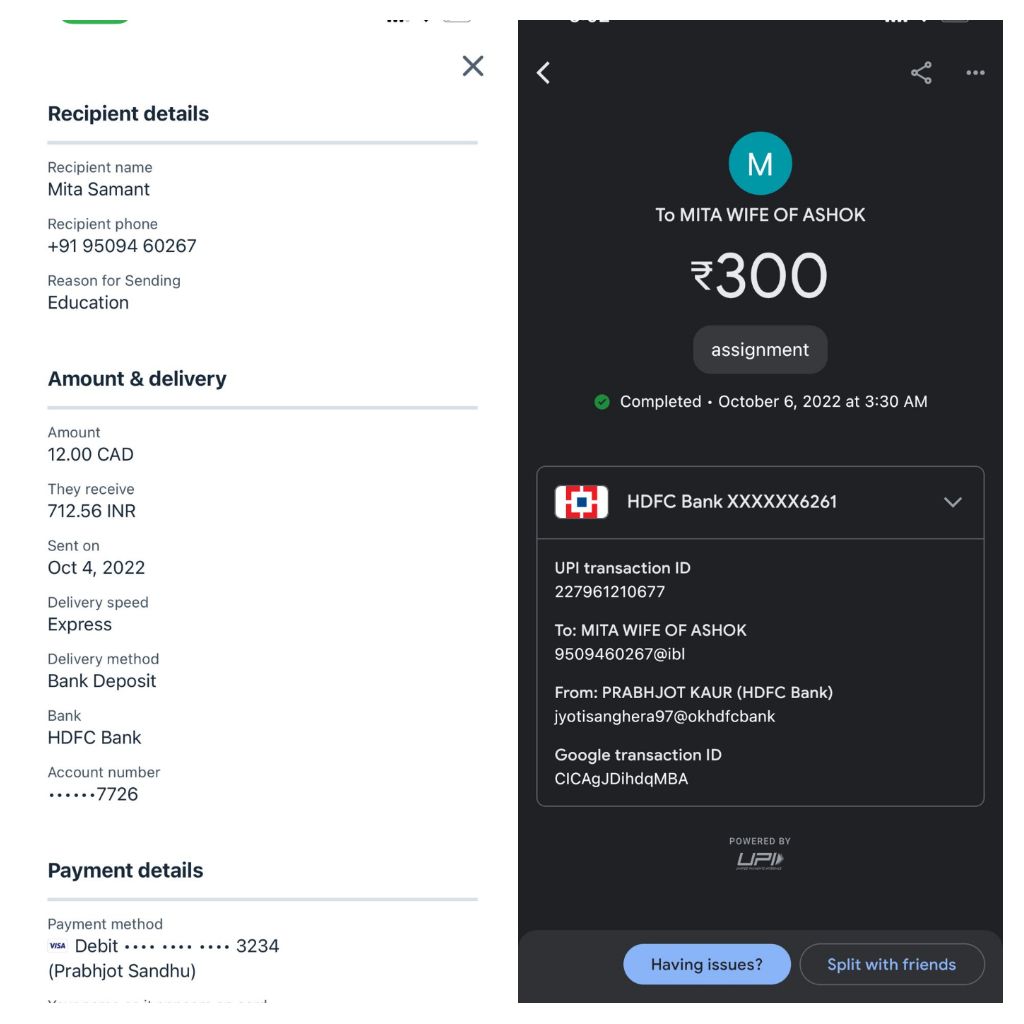 Recipient details
Recipient name
Mita Samant
Recipient phone
+91 95094 60267
Reason for Sending
Education
Amount & delivery
Amount
12.00 CAD
They receive
712.56 INR
Sent on
Oct 4, 2022
Delivery speed
Express
Delivery method
Bank Deposit
Bank
HDFC Bank
Account number
••••••7726
Payment details
Payment method
VISA Debit •••• •••• •••• 3234
(Prabhjot Sandhu)
M
To MITA WIFE OF ASHOK
₹300
assignment
Completed • October 6, 2022 at 3:30 AM
HDFC Bank XXXXXX6261
UPI transaction ID
227961210677
To: MITA WIFE OF ASHOK
9509460267@ibl
From: PRABHJOT KAUR (HDFC Bank)
jyotisanghera97@okhdfcbank
Google transaction ID
CICAgJDihdqMBA
POWERED BY
UPI
Having issues?
Split with friends